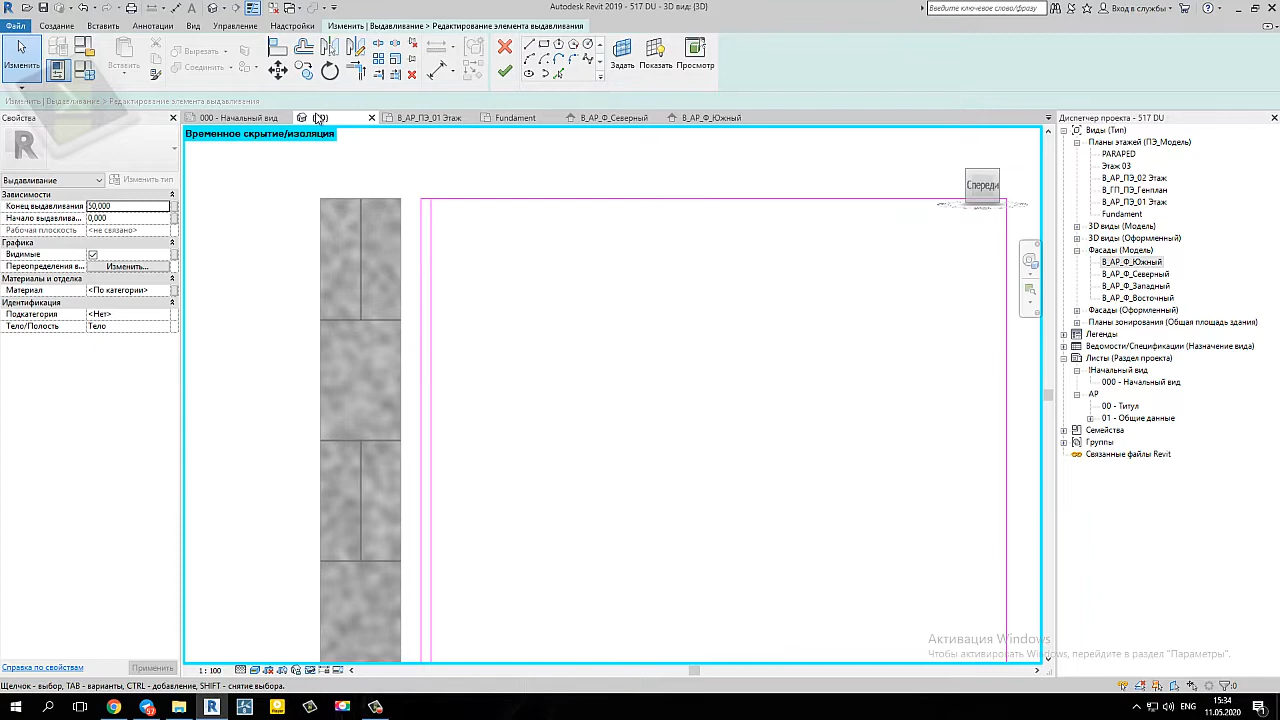 Autodesk Revit 2019 - 517 DU - 3D вид: {3D}
Введите ключевое слово/фразу
Вход в службы
Файл
Создание
Вставить
Аннотации
Вид
Управление
Надстройки
Изменить | Выдавливание > Редактирование элемента выдавливания
Изменить
Вставить
Вырезать
Соединить
Задать
Показать
Просмотр
Изменить | Выдавливание > Редактирование элемента выдавливания
Свойства
000 - Начальный вид
В_АР_ПЭ_01 Этаж
Fundament
В_АР_Ф_Северный
В_АР_Ф_Южный
Диспетчер проекта - 517 DU
Временное скрытие/изоляция
Спереди
Выдавливание
Изменить тип
Зависимости
Конец выдавливания
50,000
Начало выдавлива...
0,000
Рабочая плоскость
<не связано>
Графика
Видимые
Переопределения в...
Изменить...
Материалы и отделка
Материал
<По категории>
Идентификация
Подкатегория
<Нет>
Тело/Полость
Тело
Виды (Тип)
Планы этажей (ПЭ_Модель)
PARAPED
Этаж 03
В_АР_ПЭ_02 Этаж
В_ГП_ПЭ_Генплан
В_АР_ПЭ_01 Этаж
Fundament
3D виды (Модель)
3D виды (Оформленный)
Фасады (Модель)
В_АР_Ф_Южный
В_АР_Ф_Северный
В_АР_Ф_Западный
В_АР_Ф_Восточный
Фасады (Оформленный)
Планы зонирования (Общая площадь здания)
Легенды
Ведомости/Спецификации (Назначение вида)
Листы (Раздел проекта)
!Начальный вид
000 - Начальный вид
АР
00 - Титул
01 - Общие данные
Семейства
Группы
Связанные файлы Revit
Активация Windows
Чтобы активировать Windows, перейдите в раздел "Параметры".
Справка по свойствам
Применить
1 : 100
Щелчок - выбор, TAB - варианты, CTRL - добавление, SHIFT - снятие выбора.
:0
ENG
15:34
11.05.2020